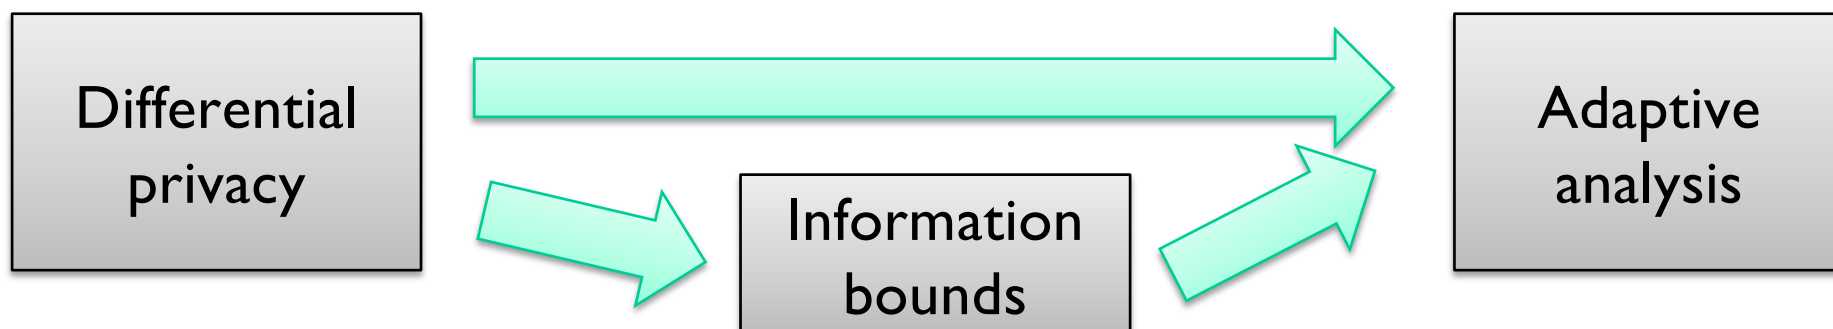 Differential
privacy
Information
bounds
Adaptive
analysis